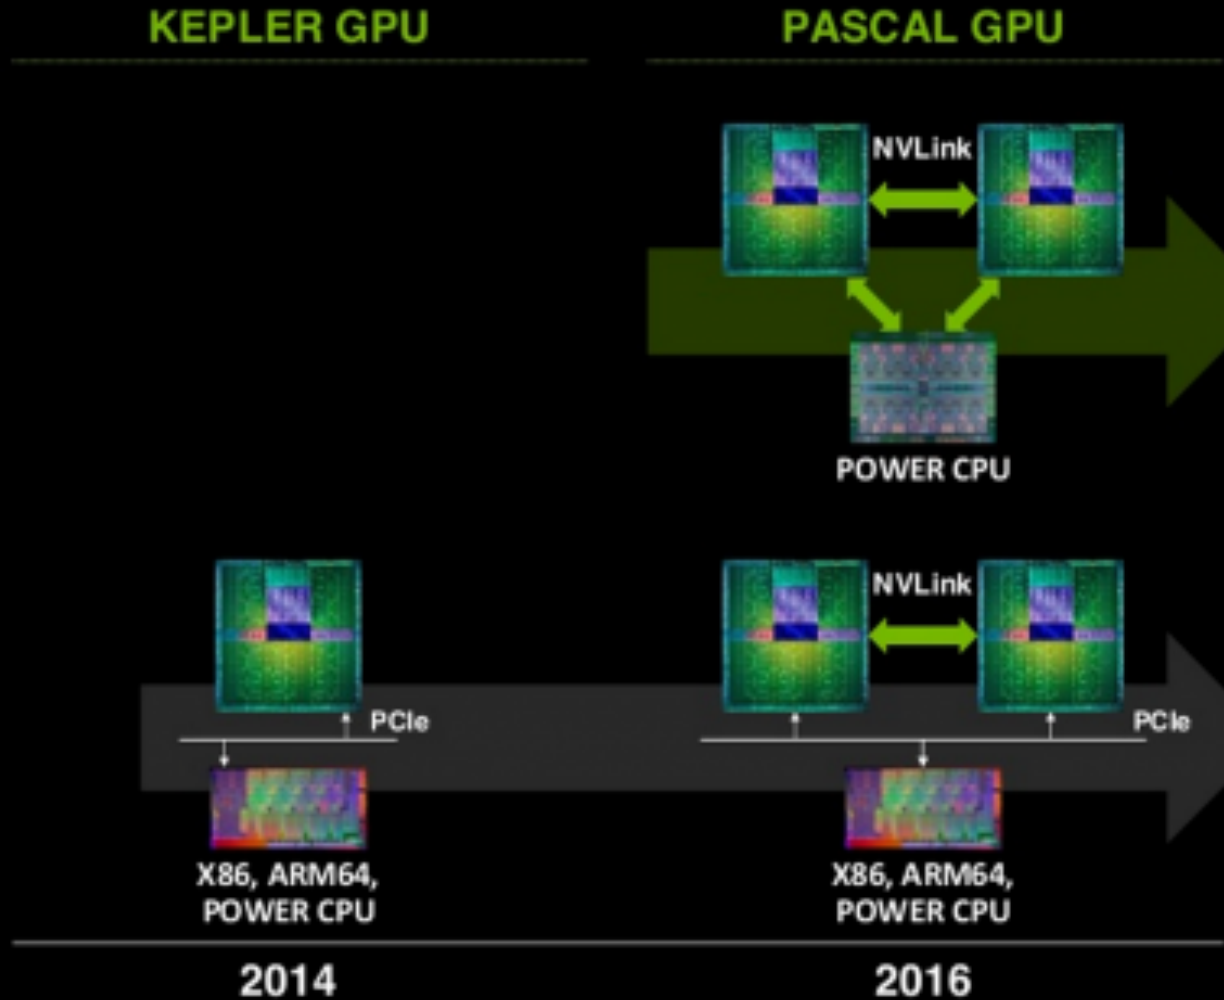 KEPLER GPU
PASCAL GPU
NVLink
POWER CPU
NVLink
PCIe
PCIe
X86, ARM64,
POWER CPU
X86, ARM64,
POWER CPU
2014
2016